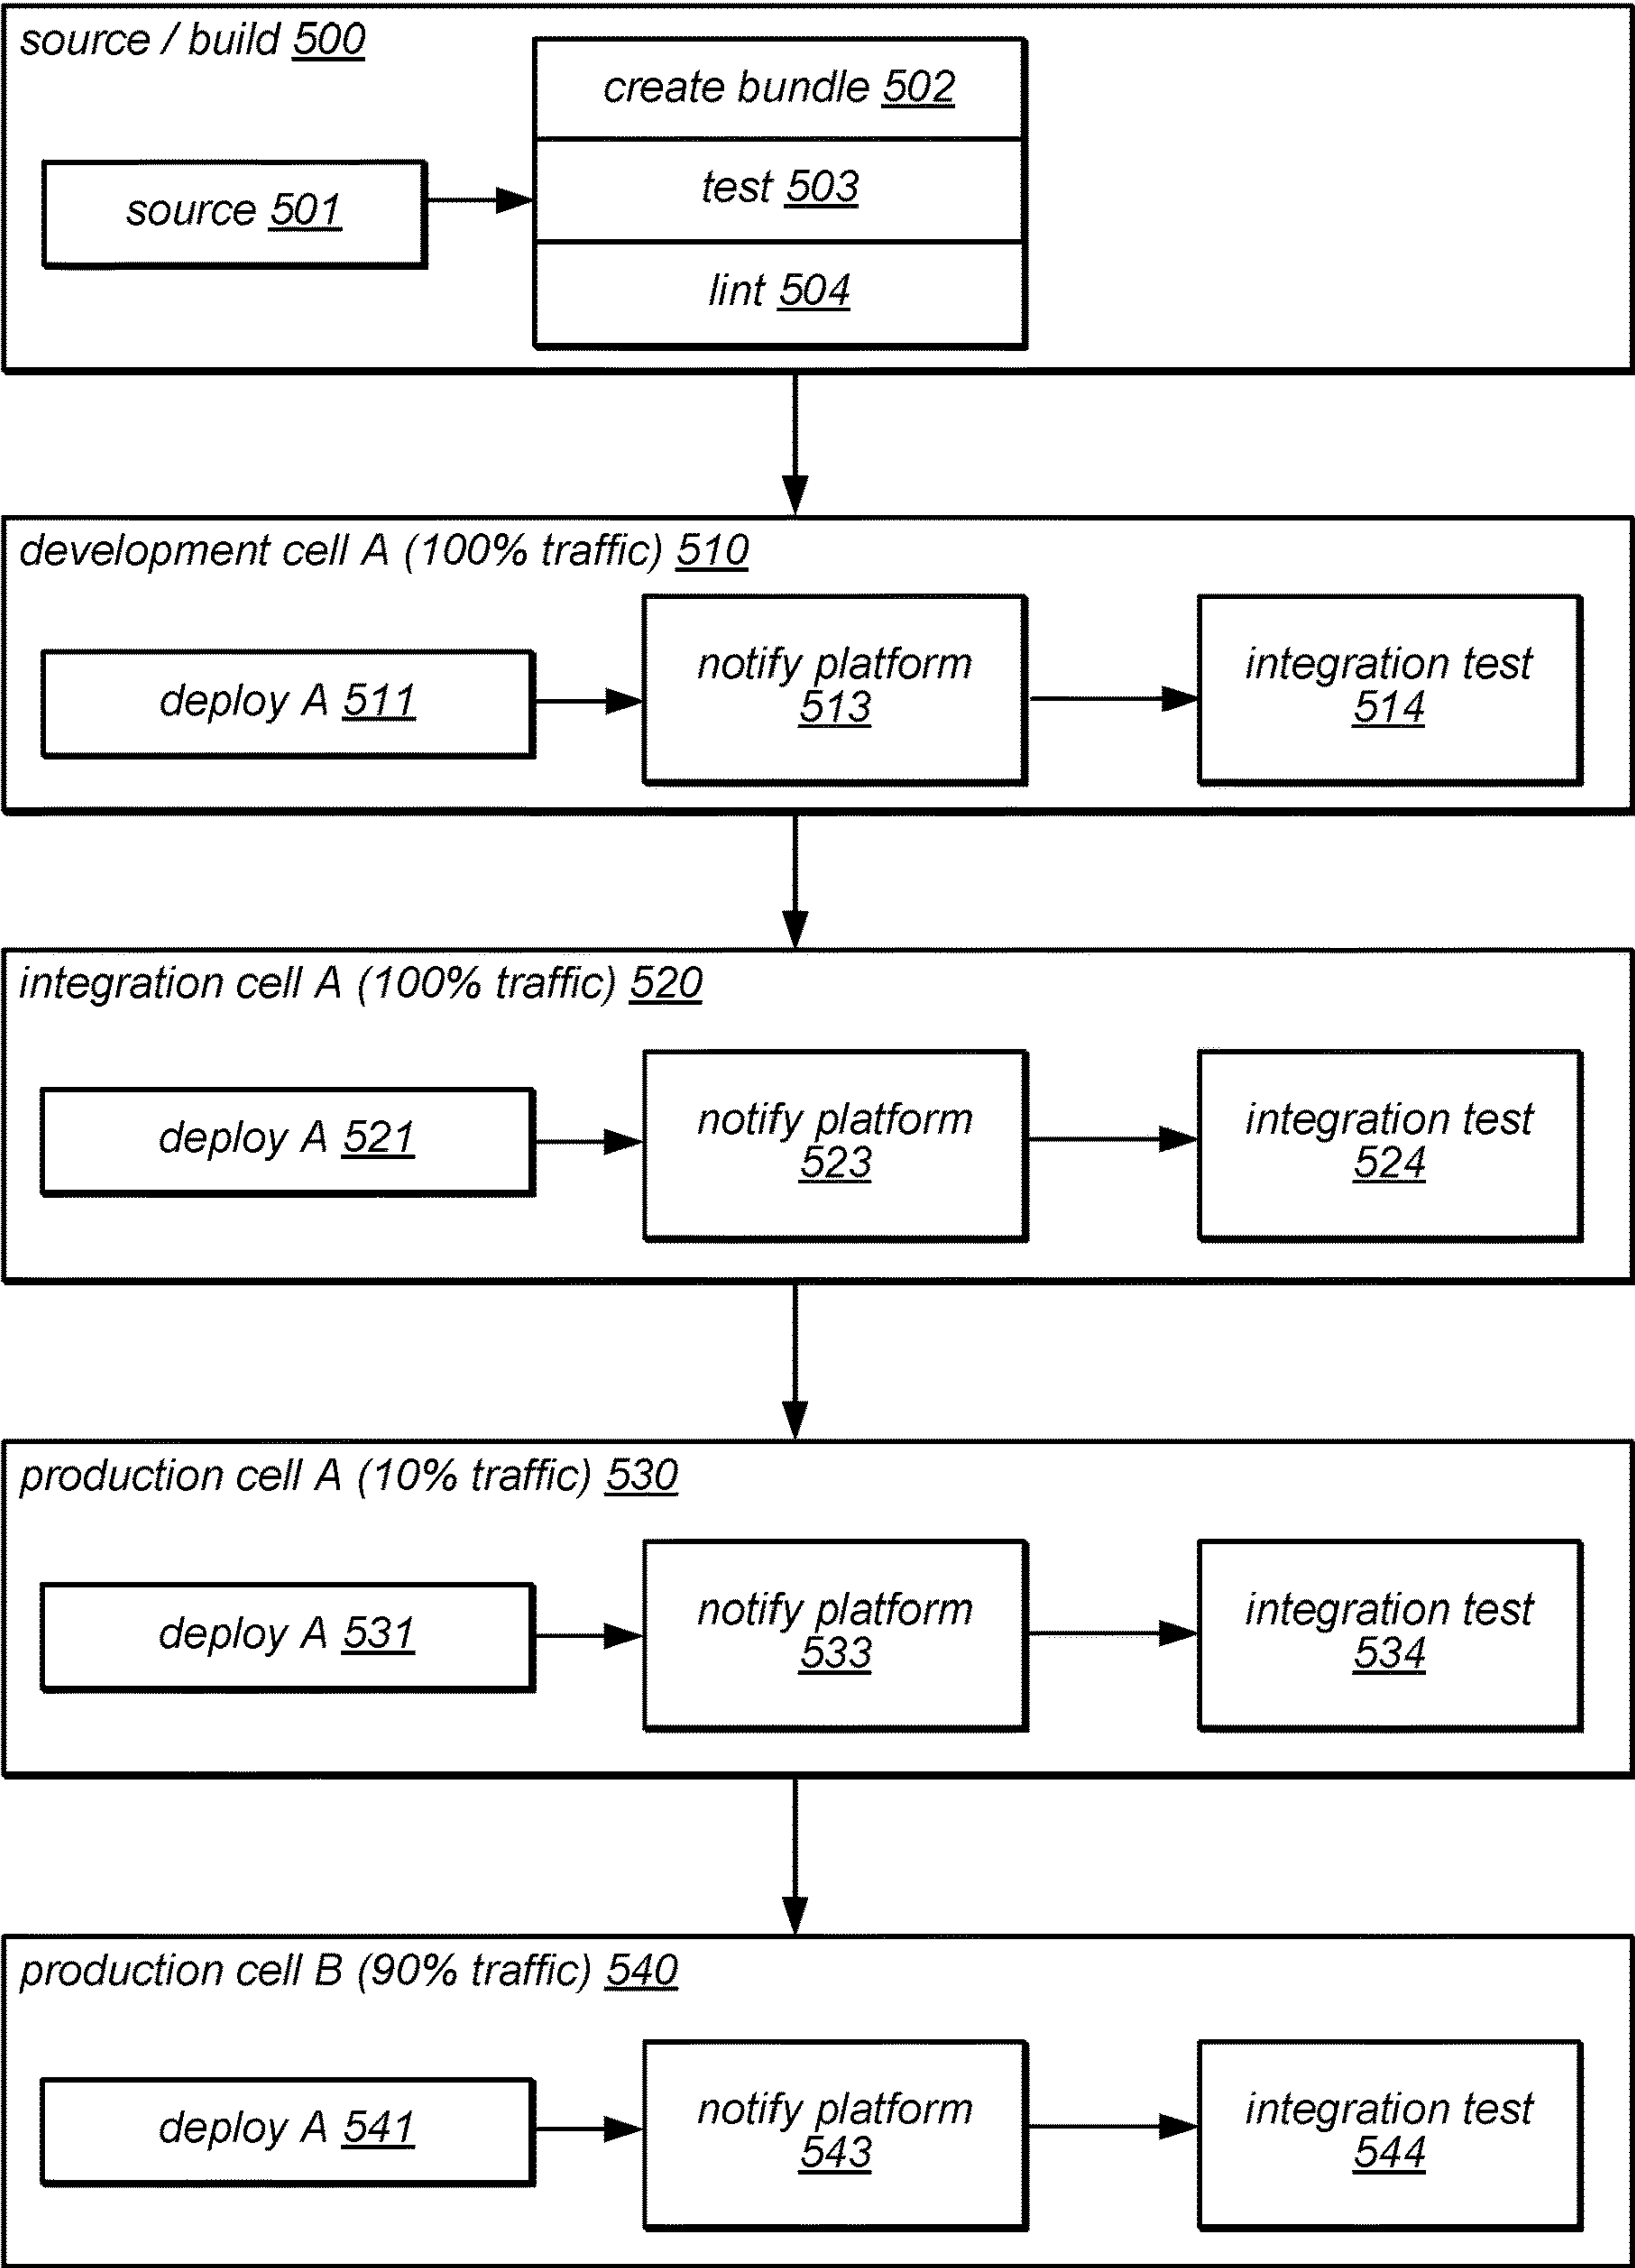 source / build 500
create bundle 502
source 501
test 503
lint 504
development cell A (100% traffic) 510
deploy A 511
notify platform
513
integration test
514
integration cell A (100% traffic) 520
deploy A 521
notify platform
523
integration test
524
production cell A (10% traffic) 530
deploy A 531
notify platform
533
integration test
534
production cell B (90% traffic) 540
deploy A 541
notify platform
543
integration test
544